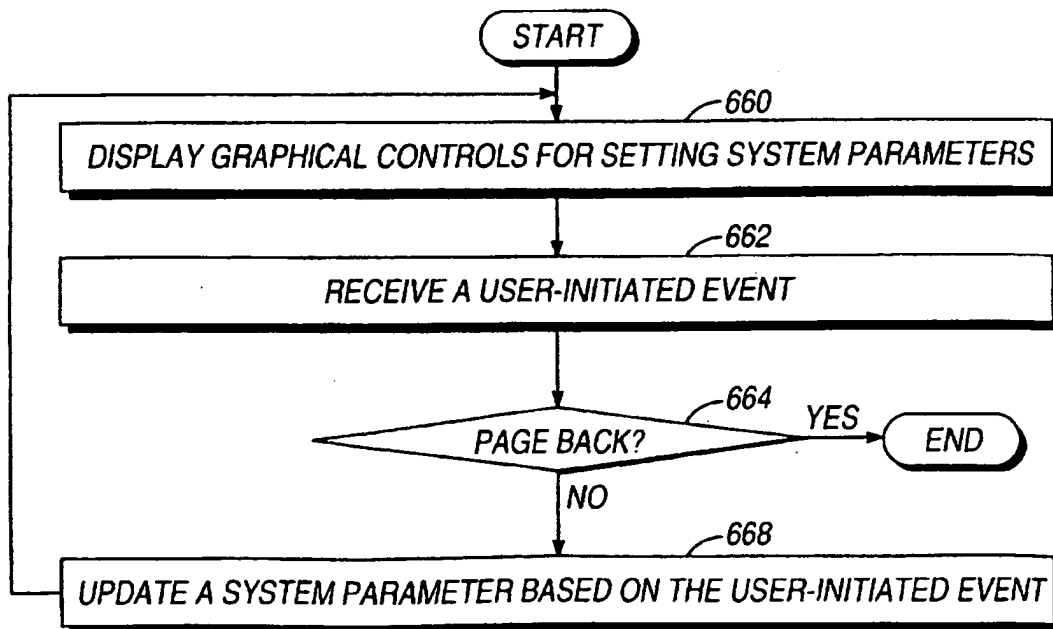 START
660
DISPLAY GRAPHICAL CONTROLS FOR SETTING SYSTEM PARAMETERS
662
RECEIVE A USER-INITIATED EVENT
664
PAGE BACK?
YES
END
NO
668
UPDATE A SYSTEM PARAMETER BASED ON THE USER-INITIATED EVENT